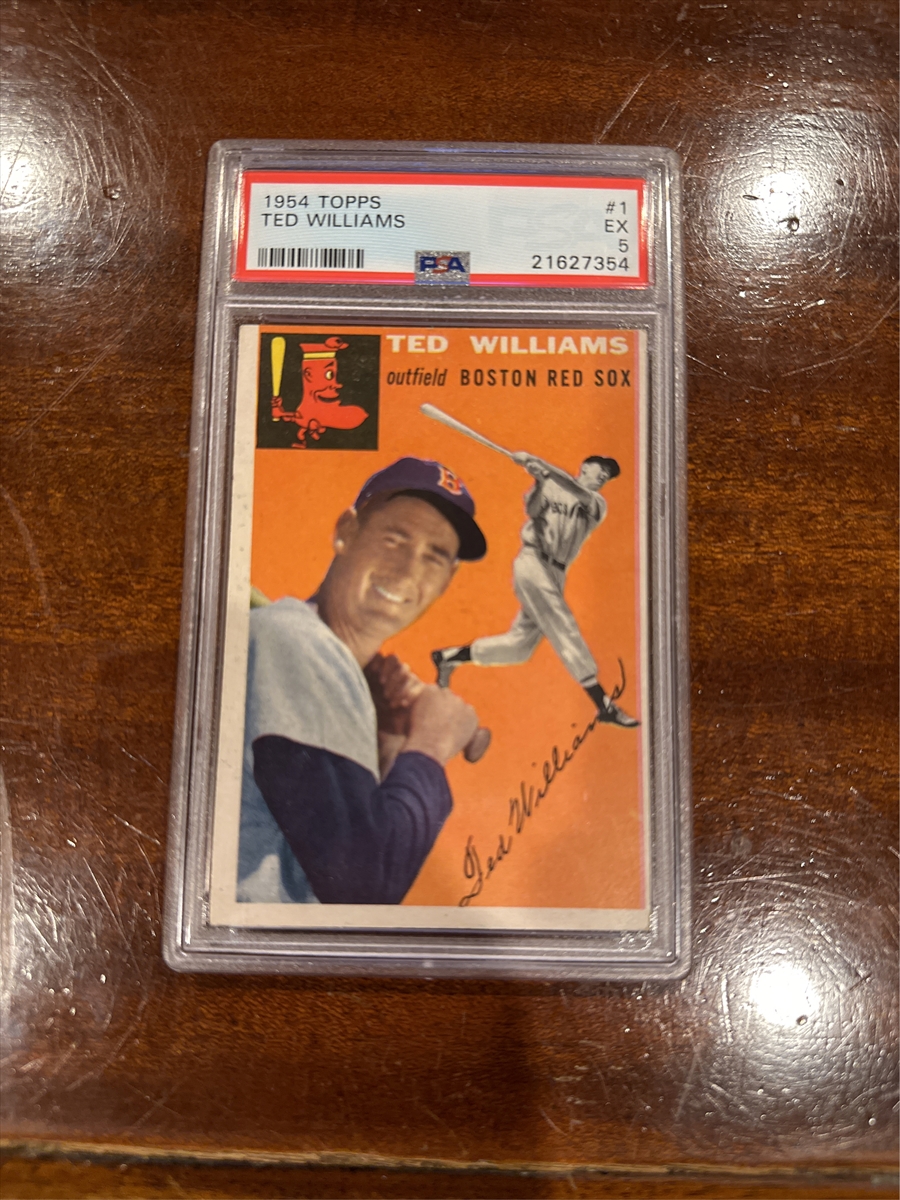 1954 TOPPS
TED WILLIAMS
#1
EX
5
PSA
21627354
TED WILLIAMS
outfield BOSTON RED SOX
B
Ted Williams